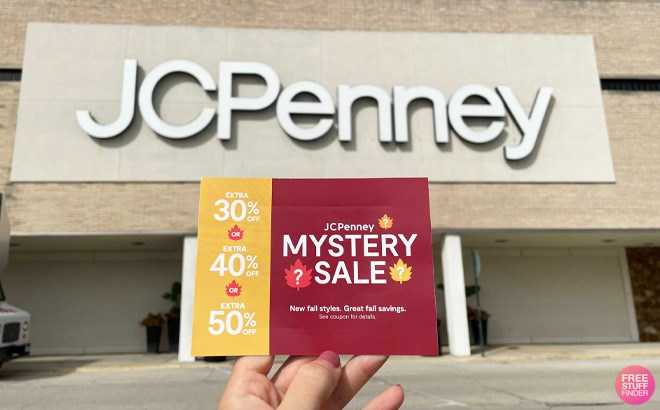 JCPenney
EXTRA
30% OFF
OR
EXTRA
40% OFF
OR
EXTRA
50% OFF
JCPenney
?
MYSTERY
? SALE ?
New fall styles. Great fall savings.
See coupon for details.
FREE
STUFF
FINDER